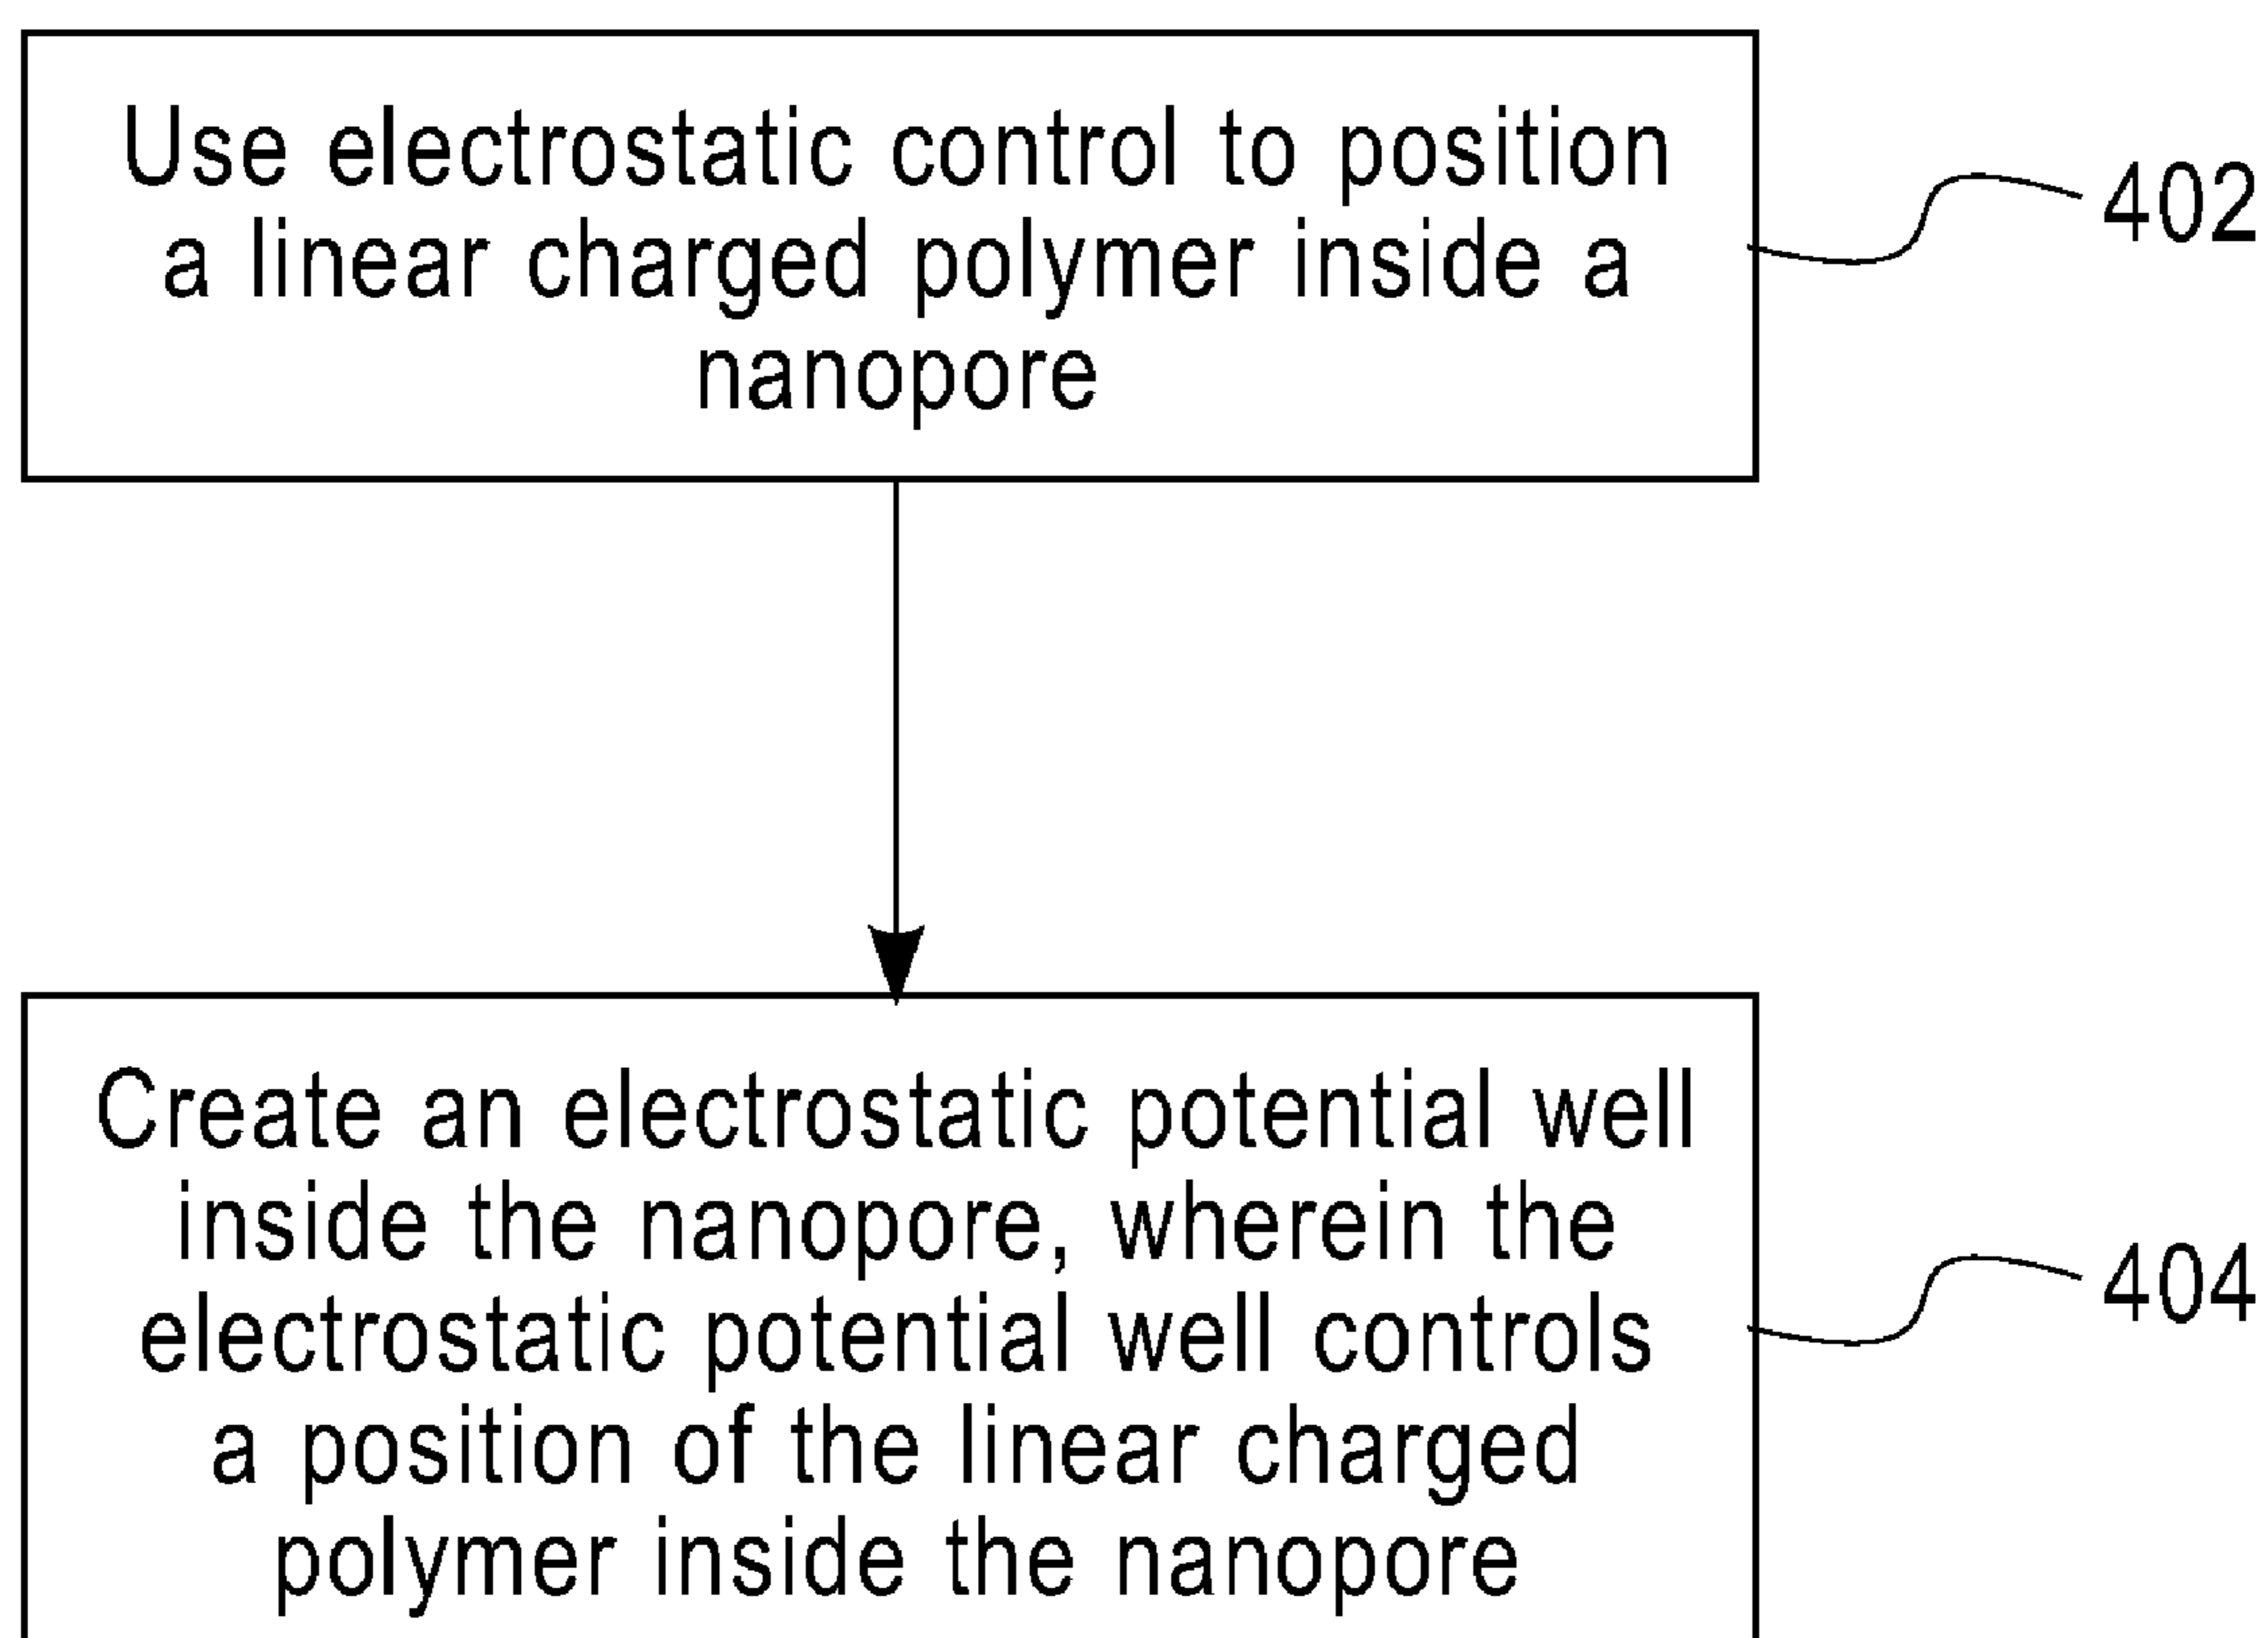 Use electrostatic control to position
a linear charged polymer inside a
nanopore
402
Create an electrostatic potential well
inside the nanopore, wherein the
electrostatic potential well controls
a position of the linear charged
polymer inside the nanopore
404